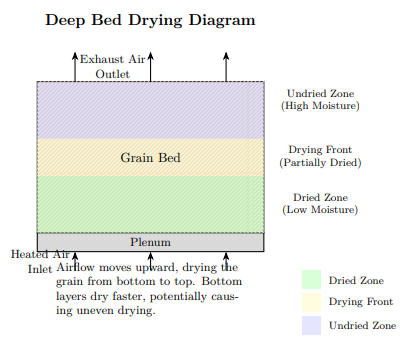 Deep Bed Drying Diagram
Exhaust Air
Outlet
Undried Zone
(High Moisture)
Drying Front
(Partially Dried)
Grain Bed
Dried Zone
(Low Moisture)
Plenum
Heated Air
Inlet
Airflow moves upward, drying the
grain from bottom to top. Bottom
layers dry faster, potentially caus-
ing uneven drying.
Dried Zone
Drying Front
Undried Zone